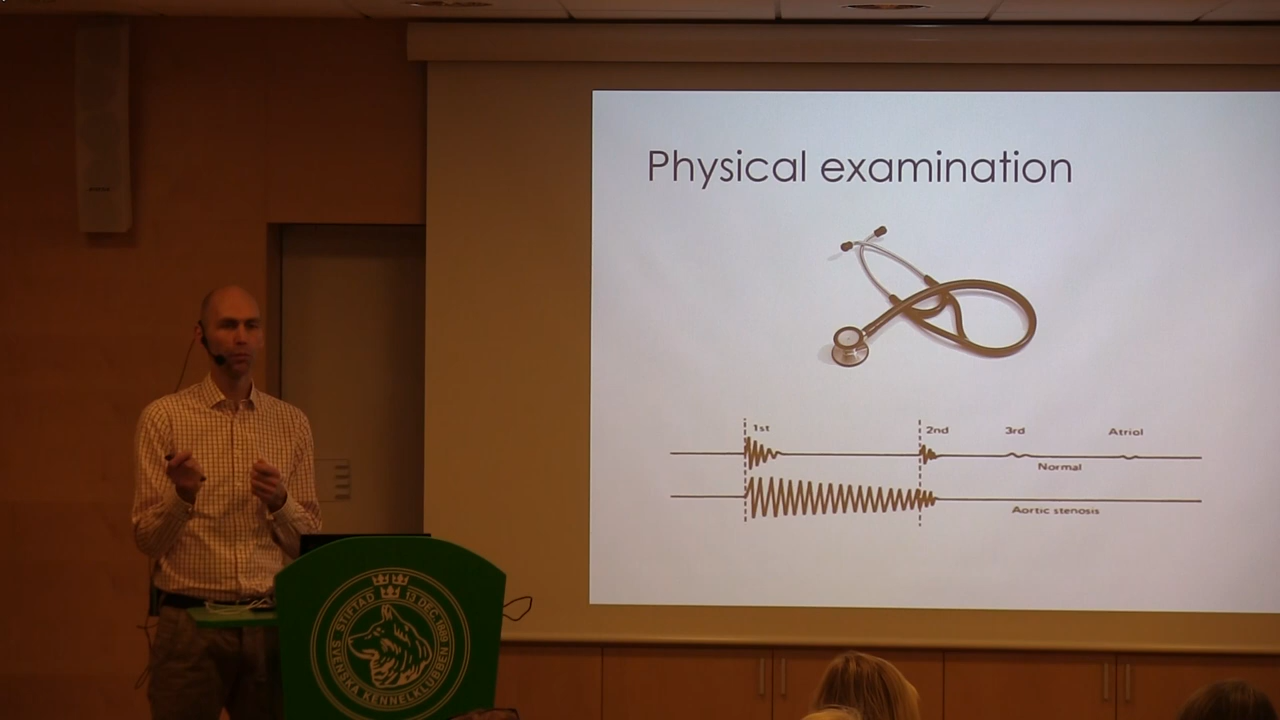 Physical examination
1st
2nd
3rd
Atriol
Normal
Aortic stenosis
STIFTAD 13 DEC. 1889
SVENSKA KENNELKLUBBEN